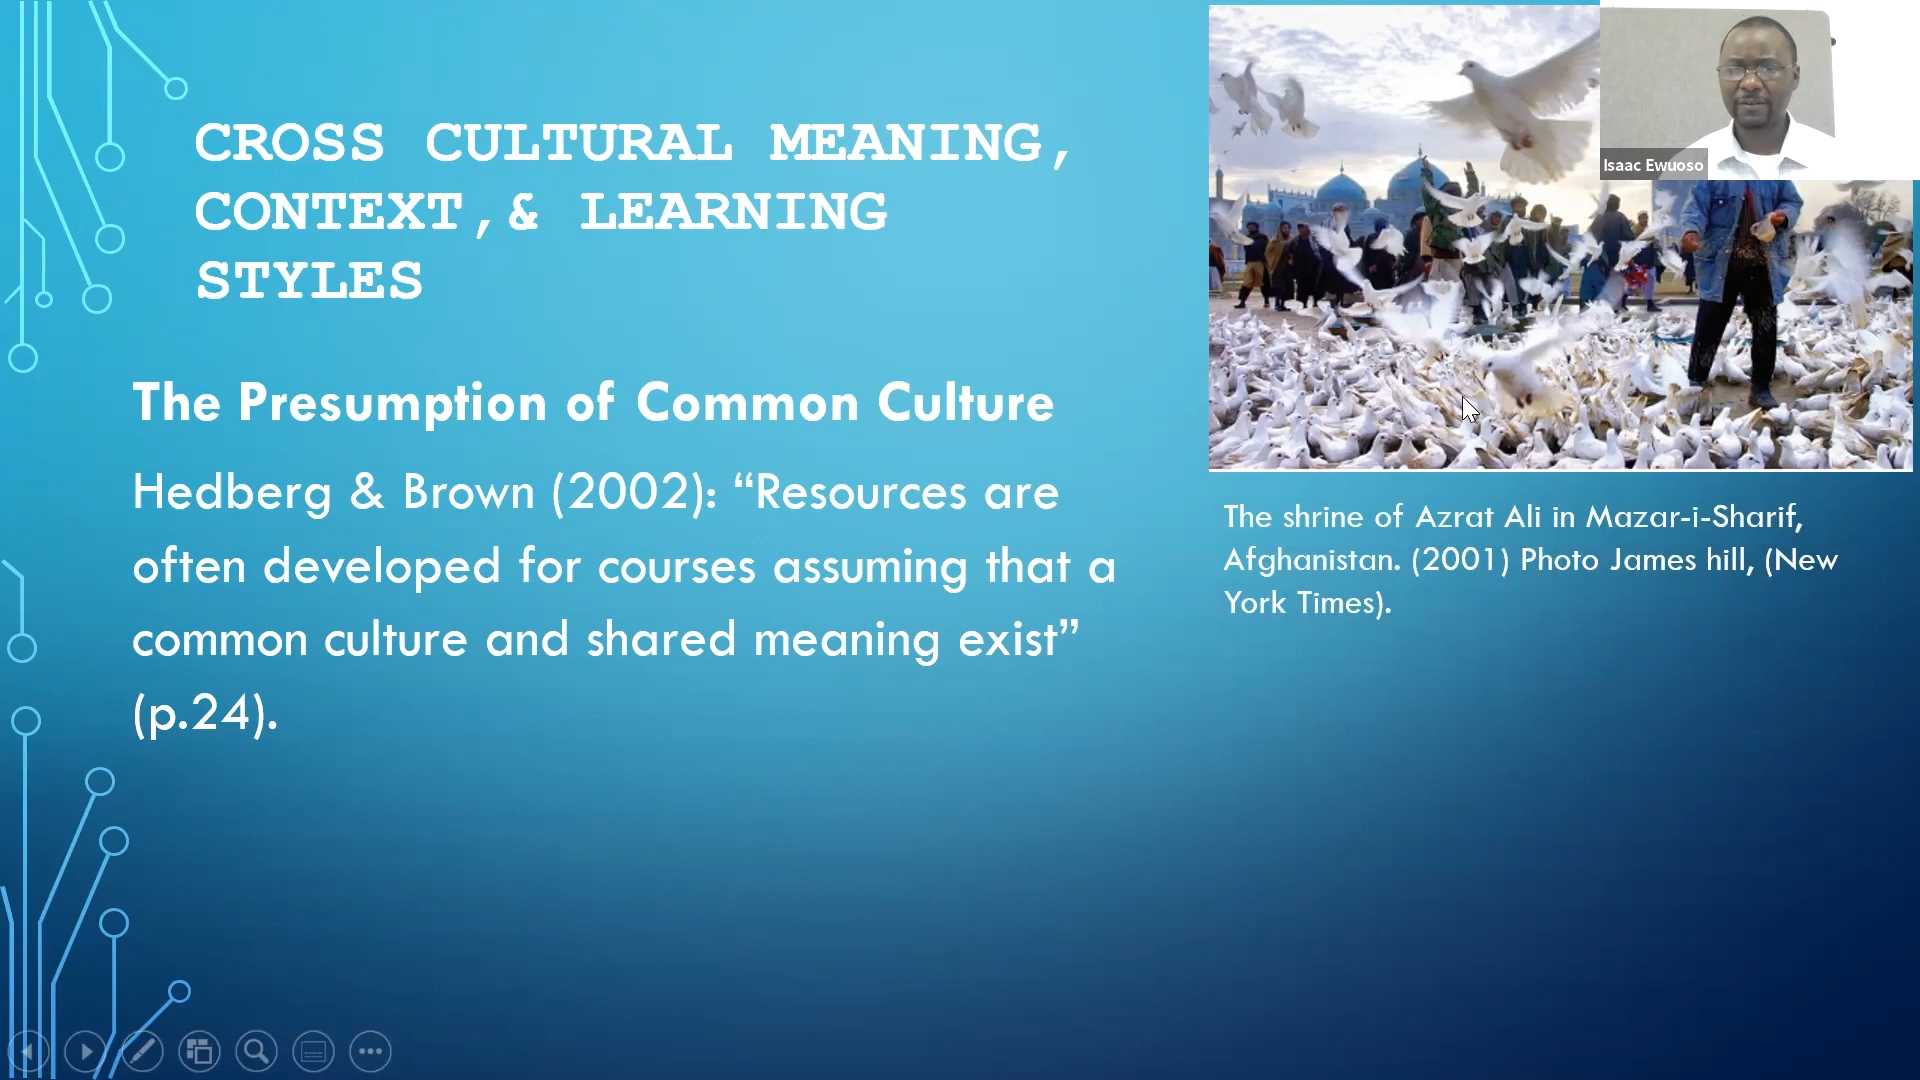 CROSS CULTURAL MEANING,
CONTEXT,& LEARNING
STYLES
The Presumption of Common Culture
Hedberg & Brown (2002): “Resources are
often developed for courses assuming that a
common culture and shared meaning exist”
(p.24).
Isaac Ewuoso
The shrine of Azrat Ali in Mazar-i-Sharif,
Afghanistan. (2001) Photo James hill, (New
York Times).